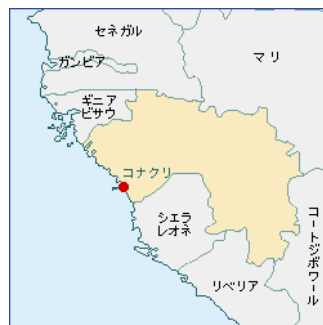 セネガル
マリ
ガンビア
ギニア
ビサウ
コナクリ
シエラ
レオネ
コートジボワール
リベリア